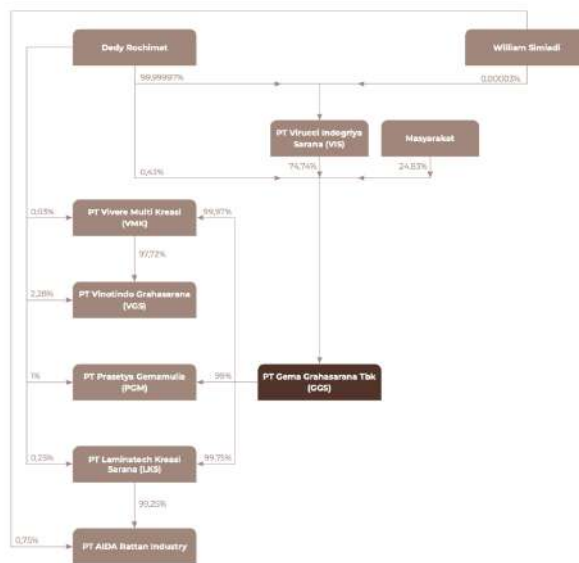 Dedy Rochimat
William Simiadi
99,99997%
0,00003%
PT Virucci Indogriya
Sarana (VIS)
Masyarakat
0,43%
74,74%
24,83%
0,03%
PT Vivere Multi Kreasi
(VMK)
99,97%
97,72%
2,28%
PT Vinotindo Grahasarana
(VGS)
1%
PT Prasetya Gemamulia
(PGM)
99%
PT Gema Grahasarana Tbk
(GGS)
0,25%
PT Laminatech Kreasi
Sarana (LKS)
99,75%
99,25%
0,75%
PT AIDA Rattan Industry